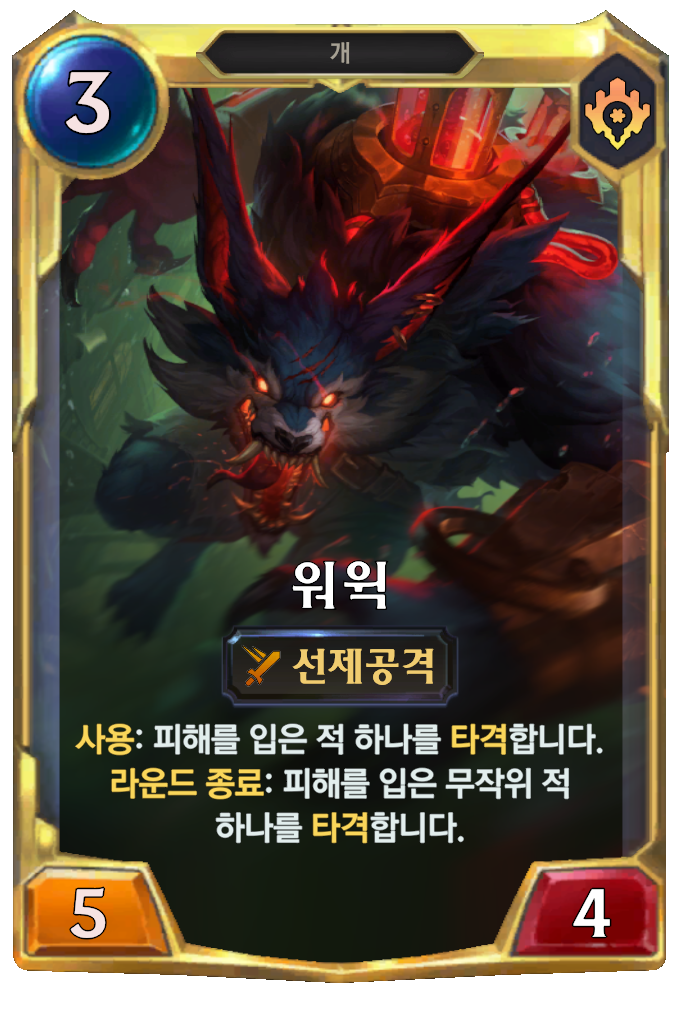 개
3
워윅
선제공격
사용: 피해를 입은 적 하나를 타격합니다.
라운드 종료: 피해를 입은 무작위 적
하나를 타격합니다.
5
4